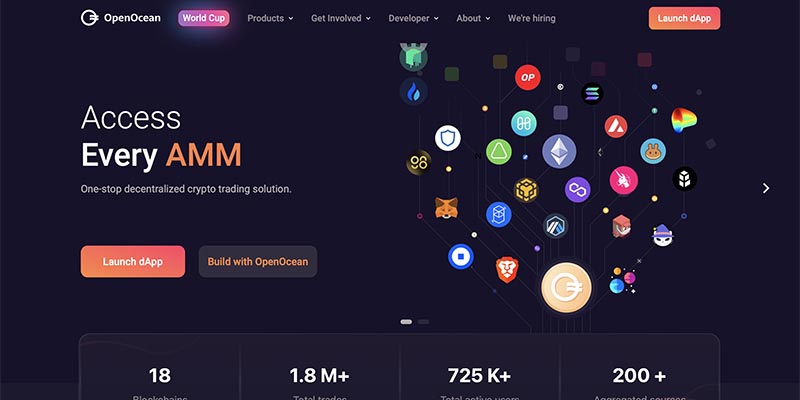 OpenOcean World Cup Products Get Involved Developer About We're hiring Launch dApp
OP
Access
Every AMM
One-stop decentralized crypto trading solution.
Launch dApp Build with OpenOcean
18 1.8 M+ 725 K+ 200 +
Blockchains Total trades Total active users Aggregated sources